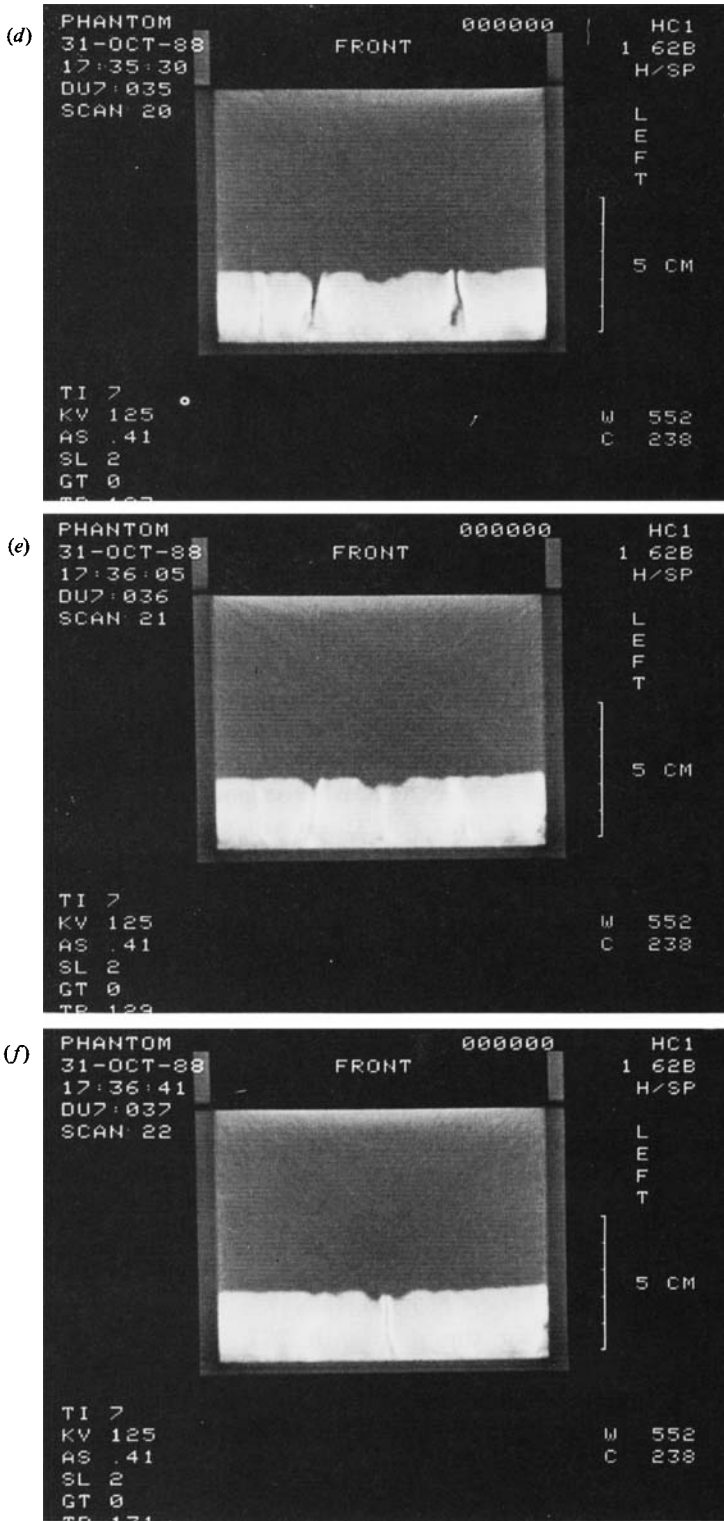 (d)
PHANTOM 000000 HC1
31-OCT-88 FRONT 1 62B
17:35:30 H/SP
DU7:035
SCAN 20
L
E
F
T
5 CM
TI 7
KV 125 W 552
AS .41 C 238
SL 2
GT 0
(e)
PHANTOM 000000 HC1
31-OCT-88 FRONT 1 62B
17:36:05 H/SP
DU7:036
SCAN 21
L
E
F
T
5 CM
TI 7
KV 125 W 552
AS .41 C 238
SL 2
GT 0
(f)
PHANTOM 000000 HC1
31-OCT-88 FRONT 1 62B
17:36:41 H/SP
DU7:037
SCAN 22
L
E
F
T
5 CM
TI 7
KV 125 W 552
AS .41 C 238
SL 2
GT 0